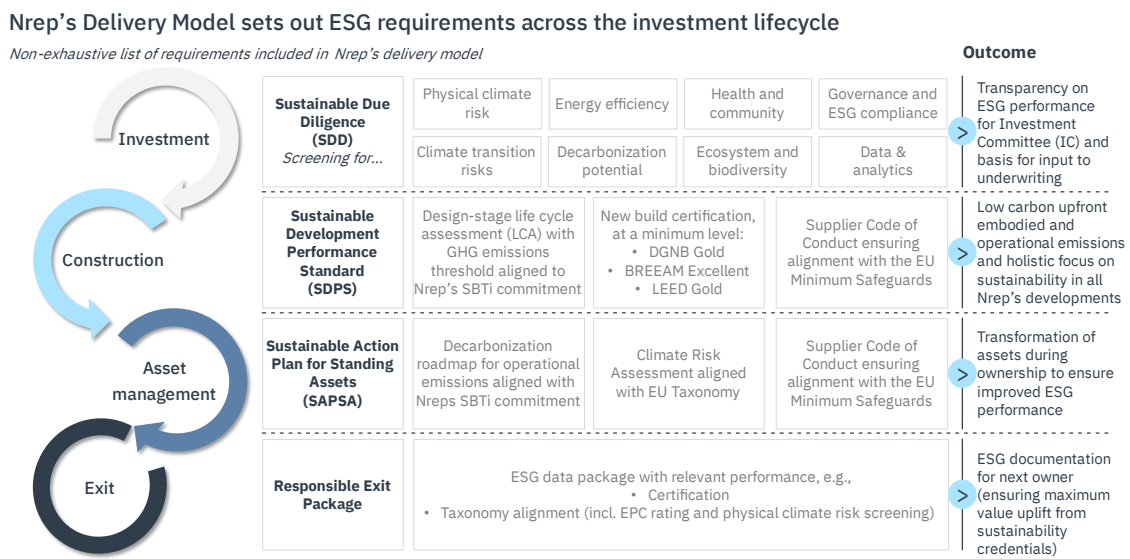 Nrep's Delivery Model sets out ESG requirements across the investment lifecycle
Non-exhaustive list of requirements included in Nrep's delivery model
Outcome
Investment
Sustainable Due
Diligence
(SDD)
Screening for...
Physical climate
risk
Energy efficiency
Health and
community
Governance and
ESG compliance
Climate transition
risks
Decarbonization
potential
Ecosystem and
biodiversity
Data &
analytics
>
Transparency on
ESG performance
for Investment
Committee (IC) and
basis for input to
underwriting
Construction
Sustainable
Development
Performance
Standard
(SDPS)
Design-stage life cycle
assessment (LCA) with
GHG emissions
threshold aligned to
Nrep's SBTi commitment
New build certification,
at a minimum level:
• DGNB Gold
• BREEAM Excellent
• LEED Gold
Supplier Code of
Conduct ensuring
alignment with the EU
Minimum Safeguards
>
Low carbon upfront
embodied and
operational emissions
and holistic focus on
sustainability in all
Nrep's developments
Asset
management
Sustainable Action
Plan for Standing
Assets
(SAPSA)
Decarbonization
roadmap for operational
emissions aligned with
Nreps SBTi commitment
Climate Risk
Assessment aligned
with EU Taxonomy
Supplier Code of
Conduct ensuring
alignment with the EU
Minimum Safeguards
>
Transformation of
assets during
ownership to ensure
improved ESG
performance
Exit
Responsible Exit
Package
ESG data package with relevant performance, e.g.,
• Certification
• Taxonomy alignment (incl. EPC rating and physical climate risk screening)
>
ESG documentation
for next owner
(ensuring maximum
value uplift from
sustainability
credentials)